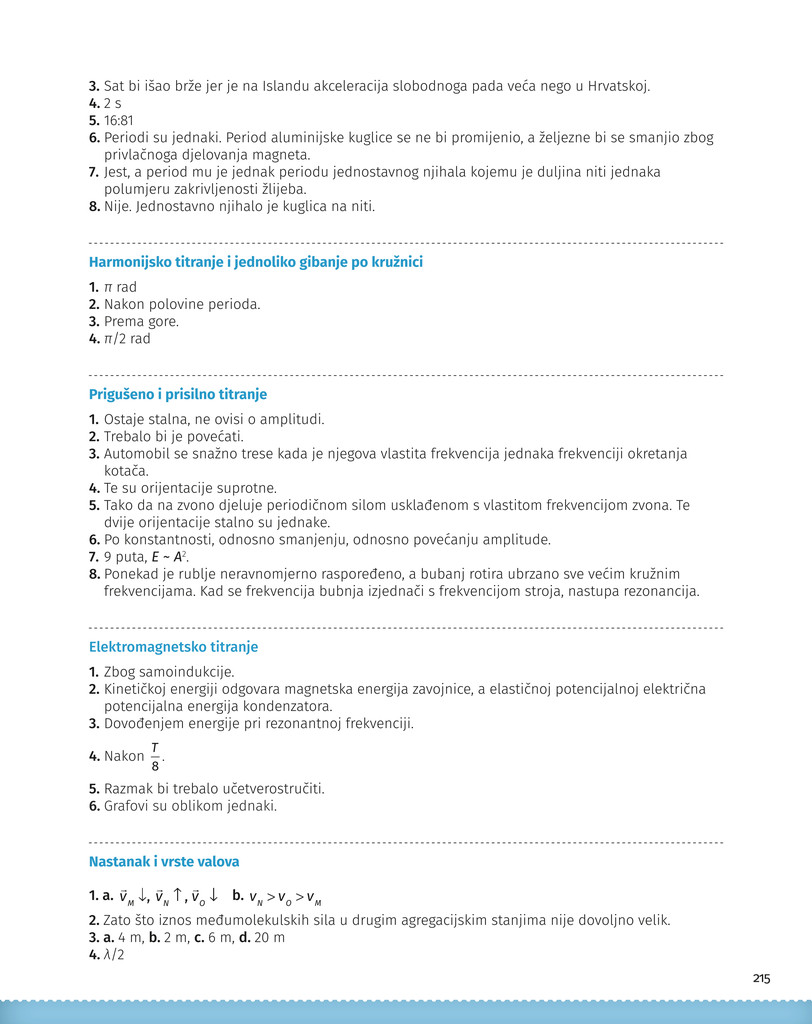 3. Sat bi išao brže jer je na Islandu akceleracija slobodnoga pada veća nego u Hrvatskoj.
4. 2 s
5. 16:81
6. Periodi su jednaki. Period aluminijske kuglice se ne bi promijenio, a željezne bi se smanjio zbog
privlačnoga djelovanja magneta.
7. Jest, a period mu je jednak periodu jednostavnog njihala kojemu je duljina niti jednaka
polumjeru zakrivljenosti žlijeba.
8. Nije. Jednostavno njihalo je kuglica na niti.
Harmonijsko titranje i jednoliko gibanje po kružnici
1. π rad
2. Nakon polovine perioda.
3. Prema gore.
4. π/2 rad
Prigušeno i prisilno titranje
1. Ostaje stalna, ne ovisi o amplitudi.
2. Trebalo bi je povećati.
3. Automobil se snažno trese kada je njegova vlastita frekvencija jednaka frekvenciji okretanja
kotača.
4. Te su orijentacije suprotne.
5. Tako da na zvono djeluje periodičnom silom usklađenom s vlastitom frekvencijom zvona. Te
dvije orijentacije stalno su jednake.
6. Po konstantnosti, odnosno smanjenju, odnosno povećanju amplitude.
7. 9 puta, E ~ A².
8. Ponekad je rublje neravnomjerno raspoređeno, a bubanj rotira ubrzano sve većim kružnim
frekvencijama. Kad se frekvencija bubnja izjednači s frekvencijom stroja, nastupa rezonancija.
Elektromagnetsko titranje
1. Zbog samoindukcije.
2. Kinetičkoj energiji odgovara magnetska energija zavojnice, a elastičnoj potencijalnoj električna
potencijalna energija kondenzatora.
3. Dovođenjem energije pri rezonantnoj frekvenciji.
4. Nakon T/8.
5. Razmak bi trebalo učetverostručiti.
6. Grafovi su oblikom jednaki.
Nastanak i vrste valova
1. a. v⃗_M ↓, v⃗_N ↑, v⃗_O ↓ b. v_N > v_O > v_M
2. Zato što iznos međumolekulskih sila u drugim agregacijskim stanjima nije dovoljno velik.
3. a. 4 m, b. 2 m, c. 6 m, d. 20 m
4. λ/2
215